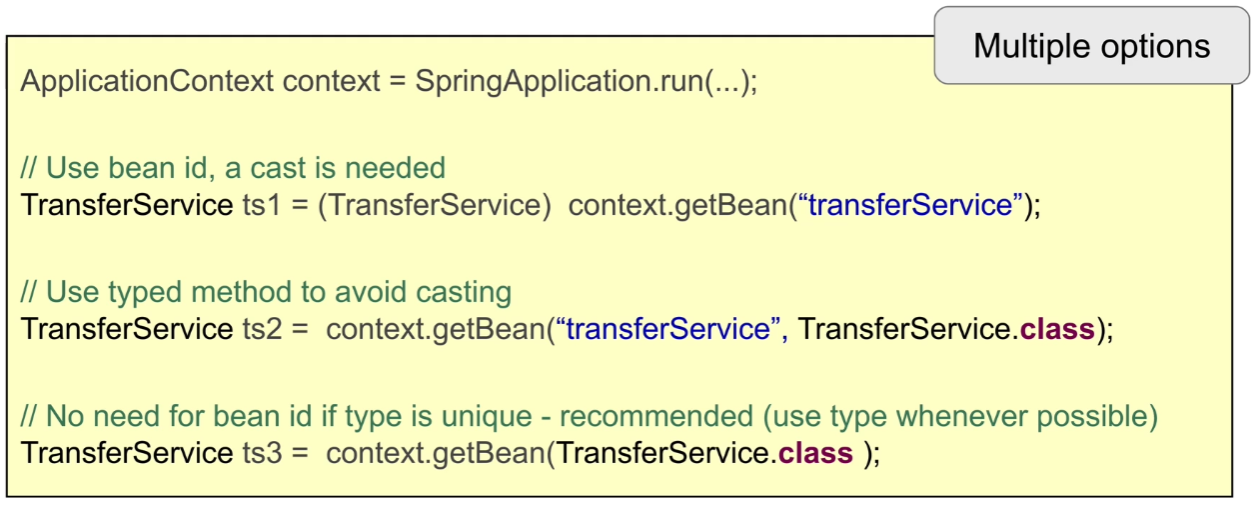 Multiple options
ApplicationContext context = SpringApplication.run(...);
// Use bean id, a cast is needed
TransferService ts1 = (TransferService)  context.getBean(“transferService”);
// Use typed method to avoid casting
TransferService ts2 =  context.getBean(“transferService”, TransferService.class);
// No need for bean id if type is unique - recommended (use type whenever possible)
TransferService ts3 =  context.getBean(TransferService.class );